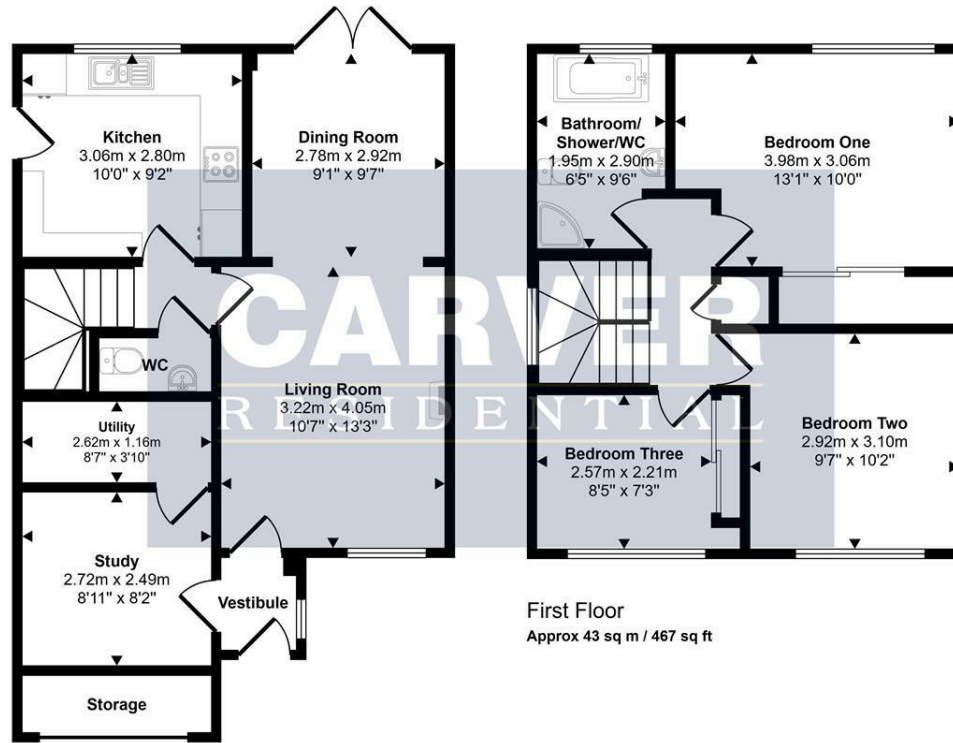 Kitchen
3.06m x 2.80m
10'0" x 9'2"
Dining Room
2.78m x 2.92m
9'1" x 9'7"
WC
Living Room
3.22m x 4.05m
10'7" x 13'3"
Utility
2.62m x 1.16m
8'7" x 3'10"
Study
2.72m x 2.49m
8'11" x 8'2"
Vestibule
Storage
Bathroom/
Shower/WC
1.95m x 2.90m
6'5" x 9'6"
Bedroom One
3.98m x 3.06m
13'1" x 10'0"
Bedroom Two
2.92m x 3.10m
9'7" x 10'2"
Bedroom Three
2.57m x 2.21m
8'5" x 7'3"
First Floor
Approx 43 sq m / 467 sq ft
CARVER
RESIDENTIAL